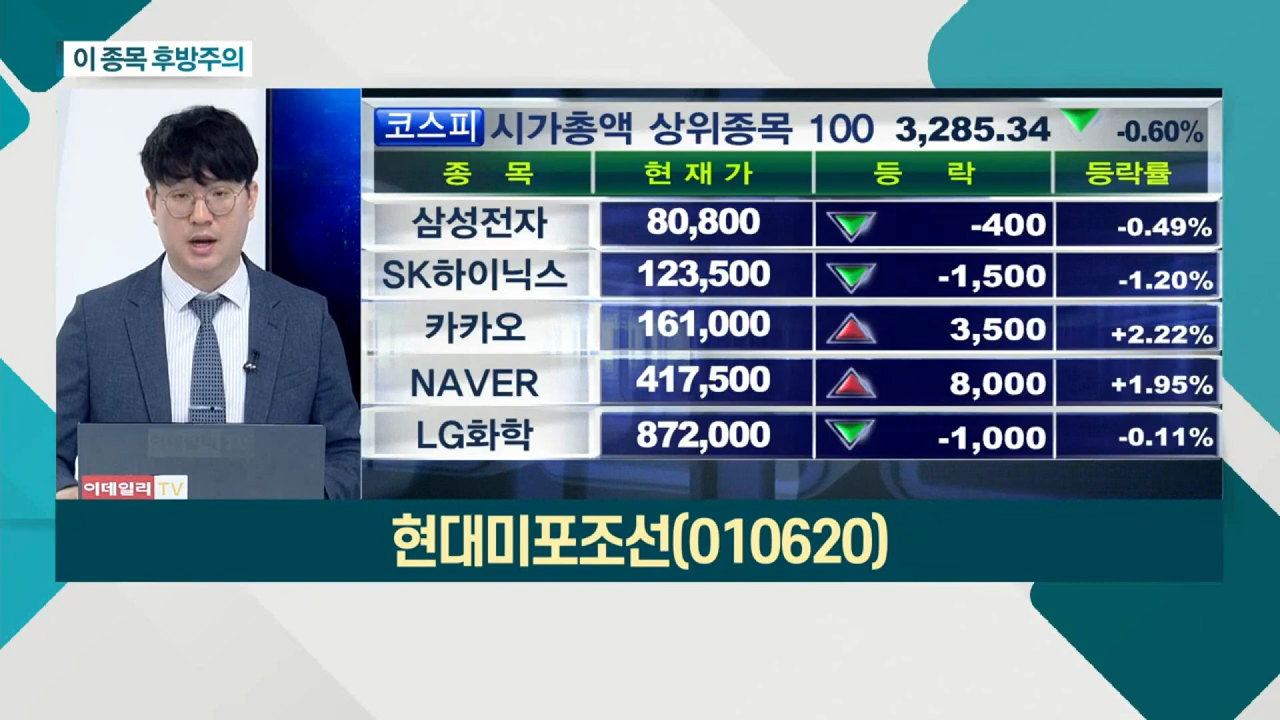 이 종목 후방주의
코스피 시가총액 상위종목 100 3,285.34 -0.60%
종 목 현 재 가 등 락 등락률
삼성전자 80,800 -400 -0.49%
SK하이닉스 123,500 -1,500 -1.20%
카카오 161,000 3,500 +2.22%
NAVER 417,500 8,000 +1.95%
LG화학 872,000 -1,000 -0.11%
이데일리 TV
현대미포조선(010620)